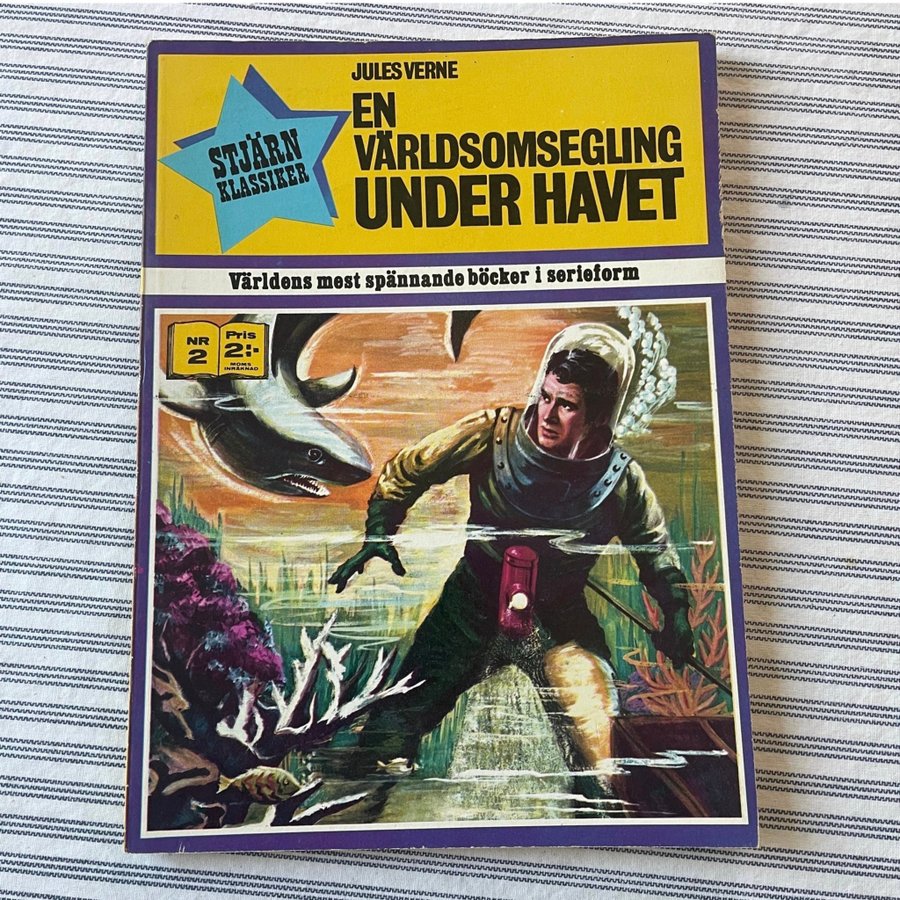 JULES VERNE
EN
VÄRLDSOMSEGLING
UNDER HAVET
STJÄRN
KLASSIKER
Världens mest spännande böcker i serieform
NR
2
Pris
2:-
MOMS
INRÄKNAD